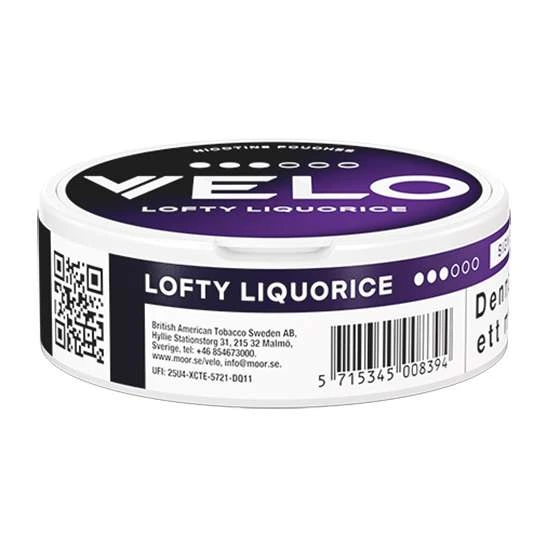 NICOTINE POUCHES
VELO
LOFTY LIQUORICE
LOFTY LIQUORICE
British American Tobacco Sweden AB,
Hyllie Stationstorg 31, 215 32 Malmö,
Sverige, tel: +46 854673000.
www.moor.se/velo, info@moor.se.
UFI: 25U4-XCTE-5721-DQ11
5 715345 008394
ett